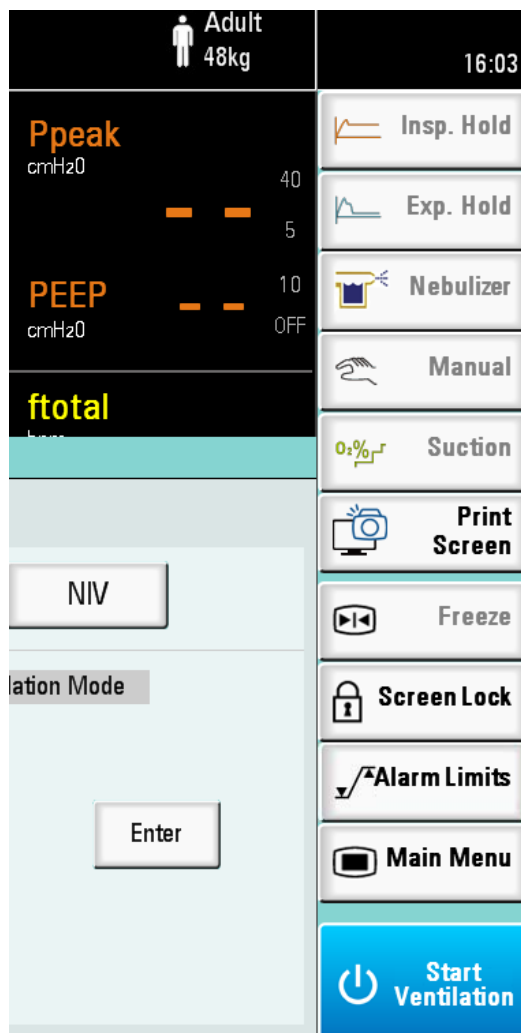 Adult
48kg
16:03
Ppeak
cmH2O
40
5
PEEP
cmH2O
10
OFF
ftotal
NIV
lation Mode
Enter
Insp. Hold
Exp. Hold
Nebulizer
Manual
O2%
Suction
Print
Screen
Freeze
Screen Lock
Alarm Limits
Main Menu
Start
Ventilation